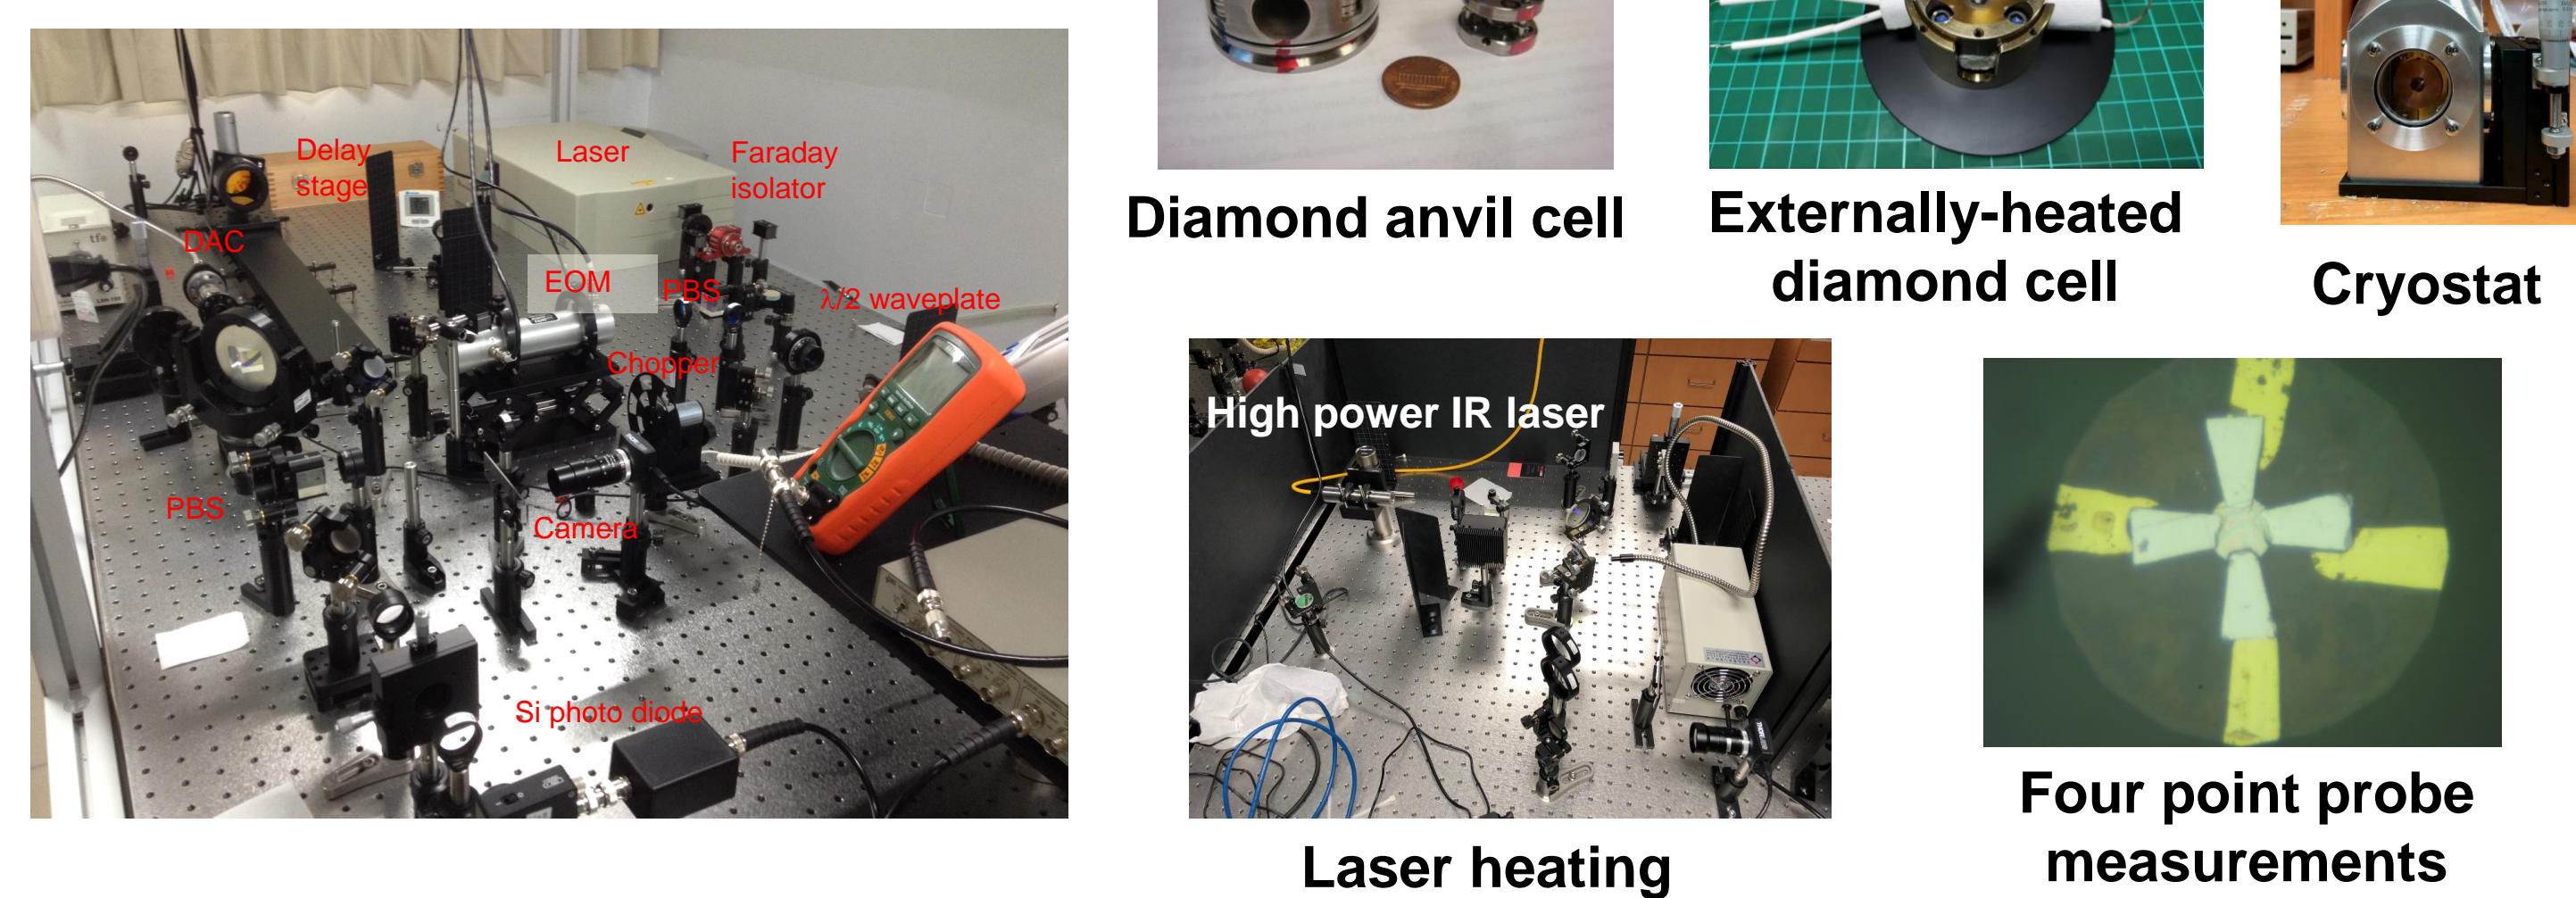 Delay
stage
Laser
Faraday
isolator
DAC
EOM
PBS
λ/2 waveplate
Chopper
PBS
Camera
Si photo diode
Diamond anvil cell
Externally-heated
diamond cell
Cryostat
High power IR laser
Laser heating
Four point probe
measurements